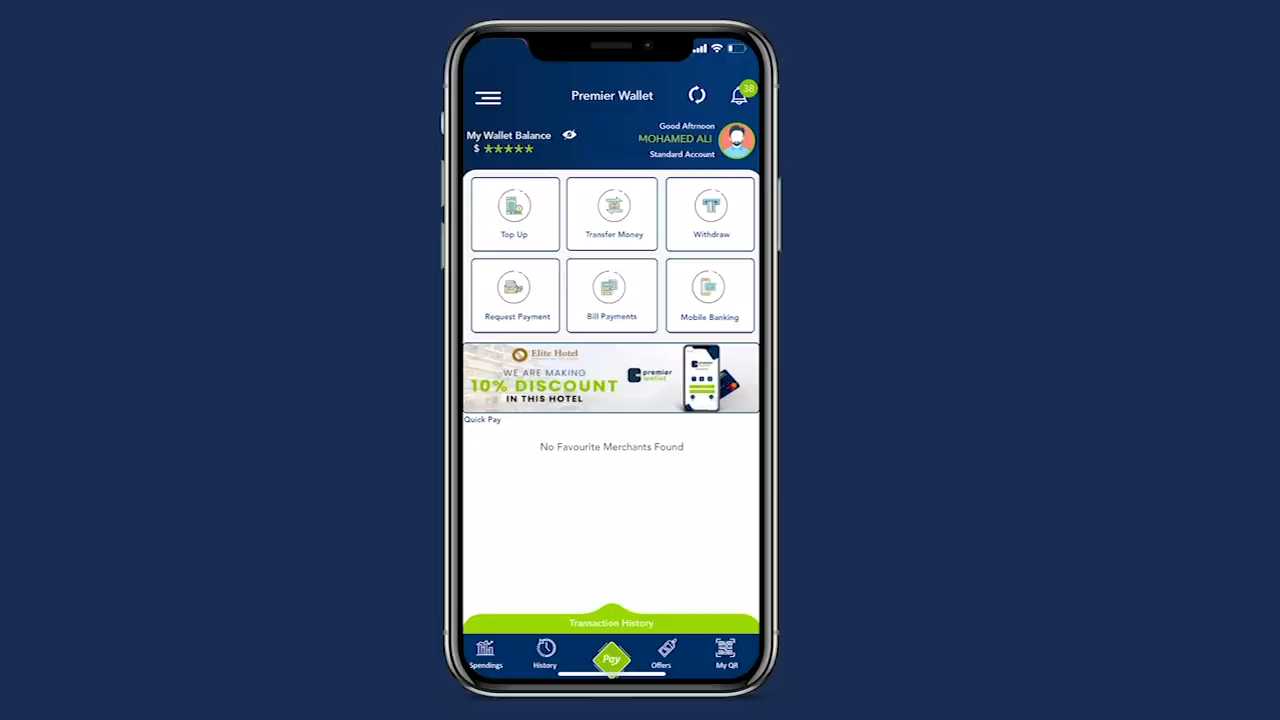 Premier Wallet
38
My Wallet Balance
$ *****
Good Aftrnoon
MOHAMED ALI
Standard Account
Top Up
Transfer Money
Withdraw
Request Payment
Bill Payments
Mobile Banking
Elite Hotel
WE ARE MAKING
10% DISCOUNT
IN THIS HOTEL
premier
Quick Pay
No Favourite Merchants Found
Transaction History
Spendings
History
Pay
Offers
My QR